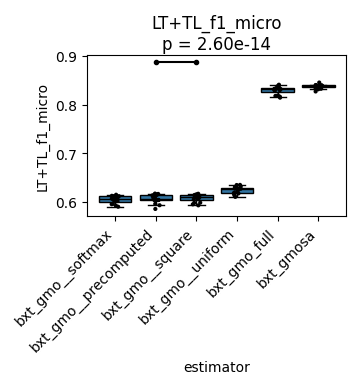 LT+TL_f1_micro
p = 2.60e-14
LT+TL_f1_micro
0.9
0.8
0.7
0.6
bxt_gmo__softmax
bxt_gmo__precomputed
bxt_gmo__square
bxt_gmo__uniform
bxt_gmo_full
bxt_gmosa
estimator